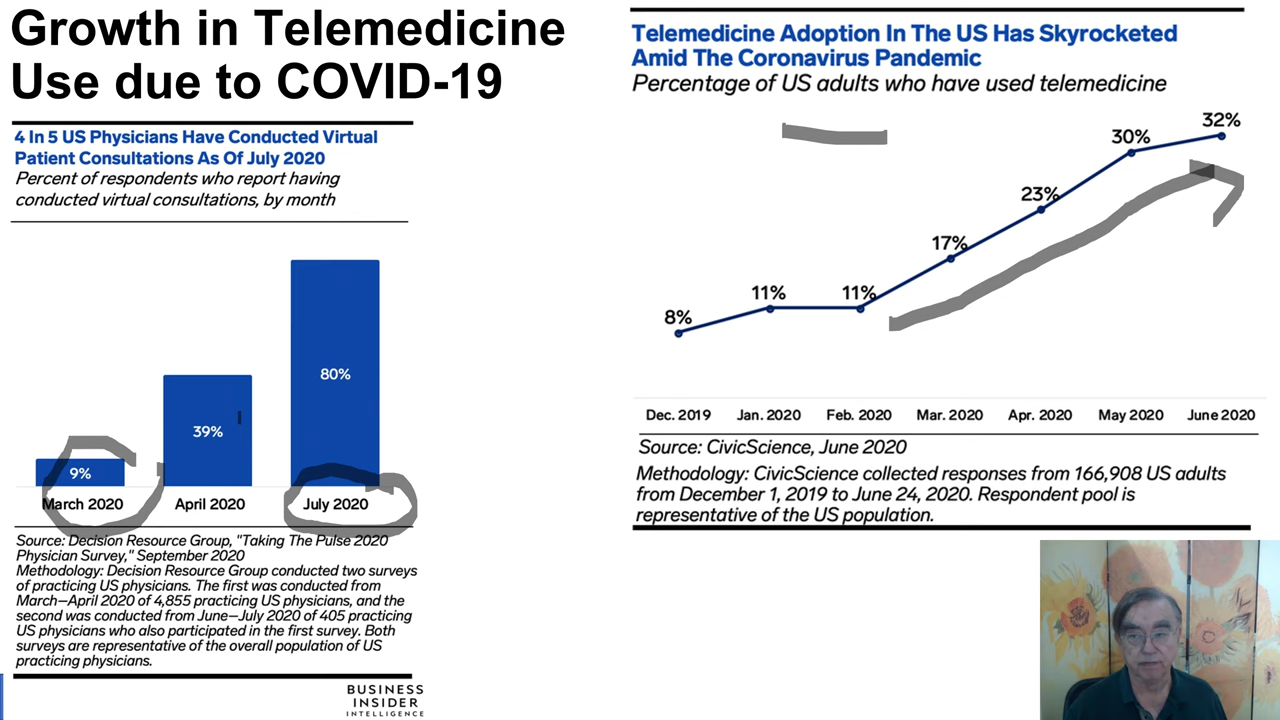 Growth in Telemedicine
Use due to COVID-19
4 In 5 US Physicians Have Conducted Virtual
Patient Consultations As Of July 2020
Percent of respondents who report having
conducted virtual consultations, by month
80%
39%
9%
March 2020
April 2020
July 2020
Source: Decision Resource Group, "Taking The Pulse 2020
Physician Survey," September 2020
Methodology: Decision Resource Group conducted two surveys
of practicing US physicians. The first was conducted from
March—April 2020 of 4,855 practicing US physicians, and the
second was conducted from June—July 2020 of 405 practicing
US physicians who also participated in the first survey. Both
surveys are representative of the overall population of US
practicing physicians.
BUSINESS
INSIDER
INTELLIGENCE
Telemedicine Adoption In The US Has Skyrocketed
Amid The Coronavirus Pandemic
Percentage of US adults who have used telemedicine
8%
11%
11%
17%
23%
30%
32%
Dec. 2019
Jan. 2020
Feb. 2020
Mar. 2020
Apr. 2020
May 2020
June 2020
Source: CivicScience, June 2020
Methodology: CivicScience collected responses from 166,908 US adults
from December 1, 2019 to June 24, 2020. Respondent pool is
representative of the US population.